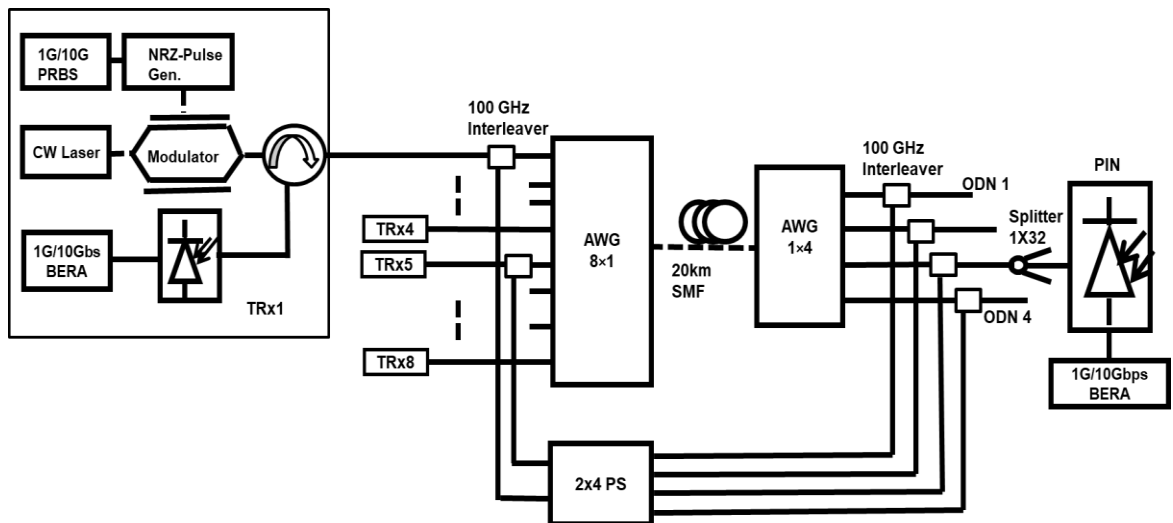 1G/10G
PRBS
NRZ-Pulse
Gen.
CW Laser
Modulator
1G/10Gbs
BERA
TRx1
100 GHz
Interleaver
TRx4
TRx5
TRx8
AWG
8×1
20km
SMF
AWG
1×4
100 GHz
Interleaver
ODN 1
Splitter
1X32
ODN 4
PIN
1G/10Gbps
BERA
2x4 PS